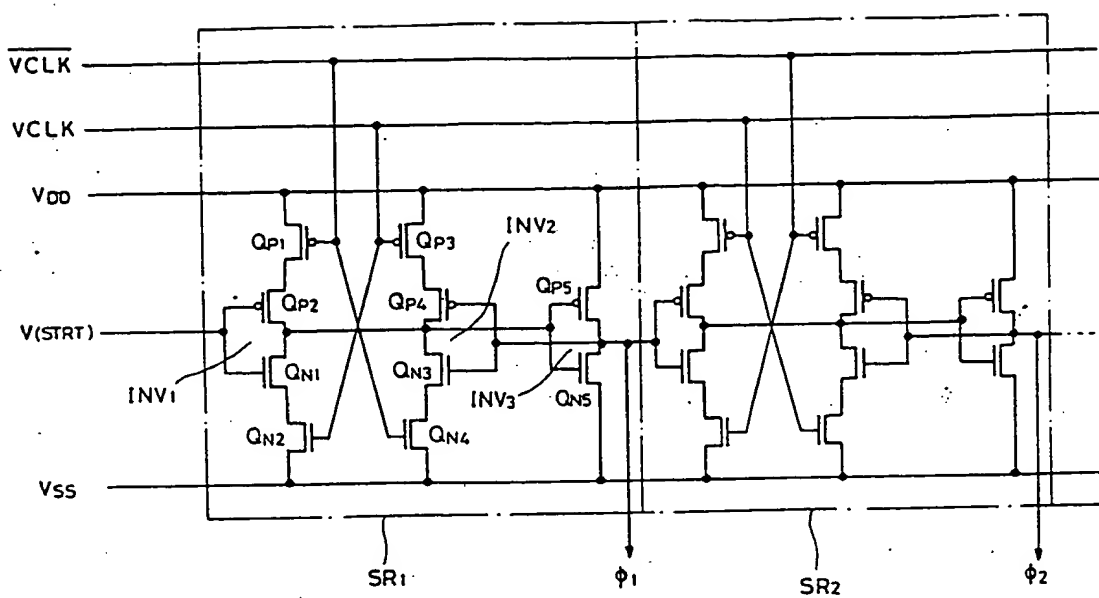 V̅C̅L̅K̅
VCLK
VDD
QP1
QP3
INV2
QP2
QP4
QP5
V(STRT)
INV1
QN1
QN3
INV3
QN5
QN2
QN4
VSS
SR1
ϕ1
SR2
ϕ2